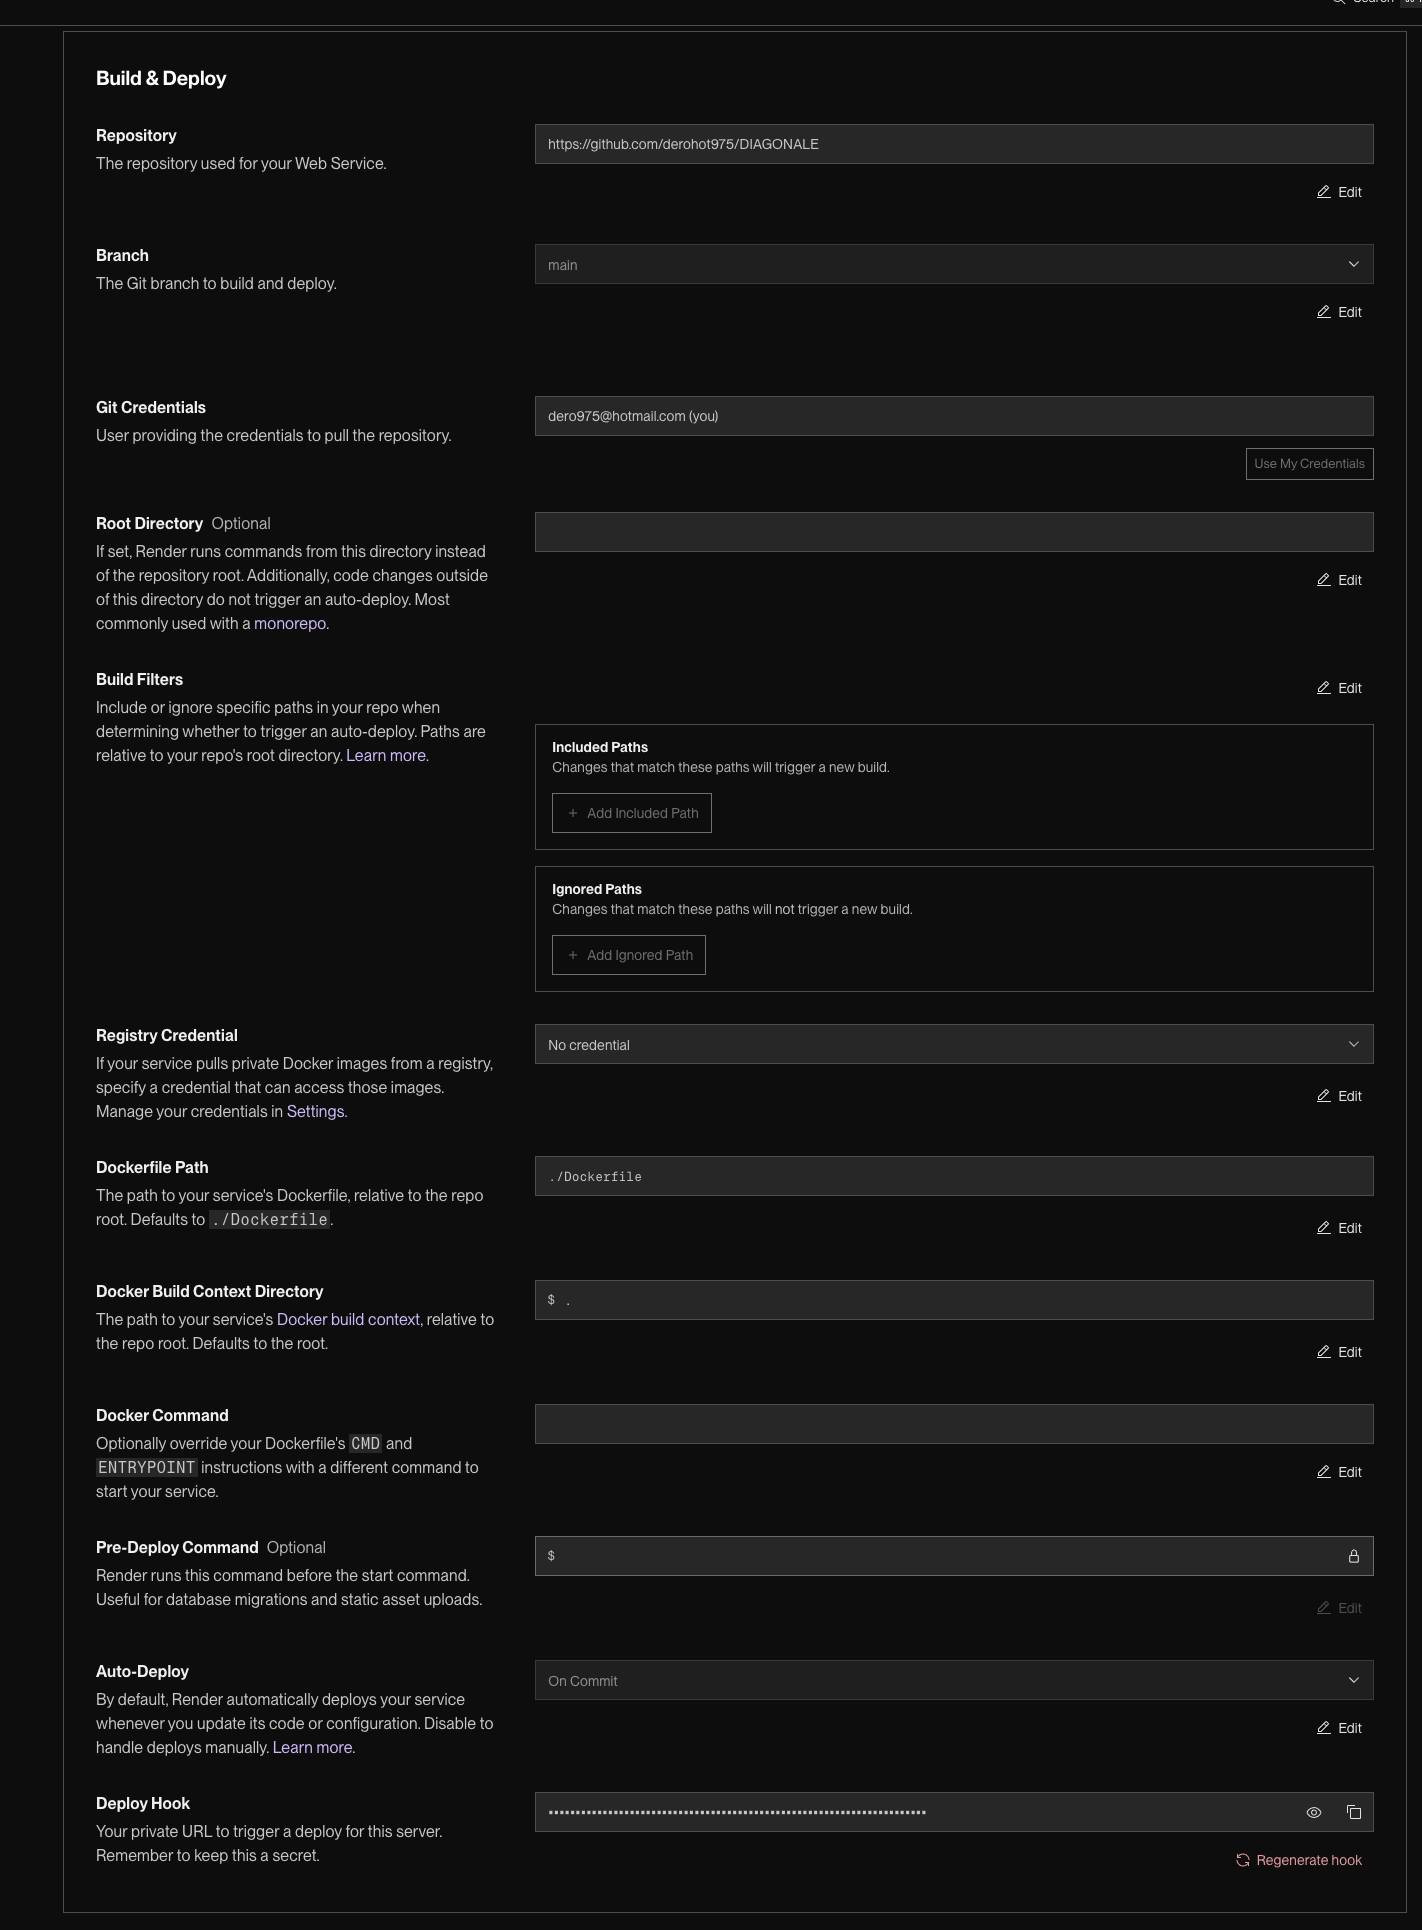 Search
Build & Deploy
Repository
The repository used for your Web Service.
https://github.com/derohot975/DIAGONALE
Edit
Branch
The Git branch to build and deploy.
main
Edit
Git Credentials
User providing the credentials to pull the repository.
dero975@hotmail.com (you)
Use My Credentials
Root Directory Optional
If set, Render runs commands from this directory instead
of the repository root. Additionally, code changes outside
of this directory do not trigger an auto-deploy. Most
commonly used with a monorepo.
Edit
Build Filters
Include or ignore specific paths in your repo when
determining whether to trigger an auto-deploy. Paths are
relative to your repo's root directory. Learn more.
Edit
Included Paths
Changes that match these paths will trigger a new build.
+ Add Included Path
Ignored Paths
Changes that match these paths will not trigger a new build.
+ Add Ignored Path
Registry Credential
If your service pulls private Docker images from a registry,
specify a credential that can access those images.
Manage your credentials in Settings.
No credential
Edit
Dockerfile Path
The path to your service's Dockerfile, relative to the repo
root. Defaults to ./Dockerfile.
./Dockerfile
Edit
Docker Build Context Directory
The path to your service's Docker build context, relative to
the repo root. Defaults to the root.
$ .
Edit
Docker Command
Optionally override your Dockerfile's CMD and
ENTRYPOINT instructions with a different command to
start your service.
Edit
Pre-Deploy Command Optional
Render runs this command before the start command.
Useful for database migrations and static asset uploads.
$
Edit
Auto-Deploy
By default, Render automatically deploys your service
whenever you update its code or configuration. Disable to
handle deploys manually. Learn more.
On Commit
Edit
Deploy Hook
Your private URL to trigger a deploy for this server.
Remember to keep this a secret.
Regenerate hook